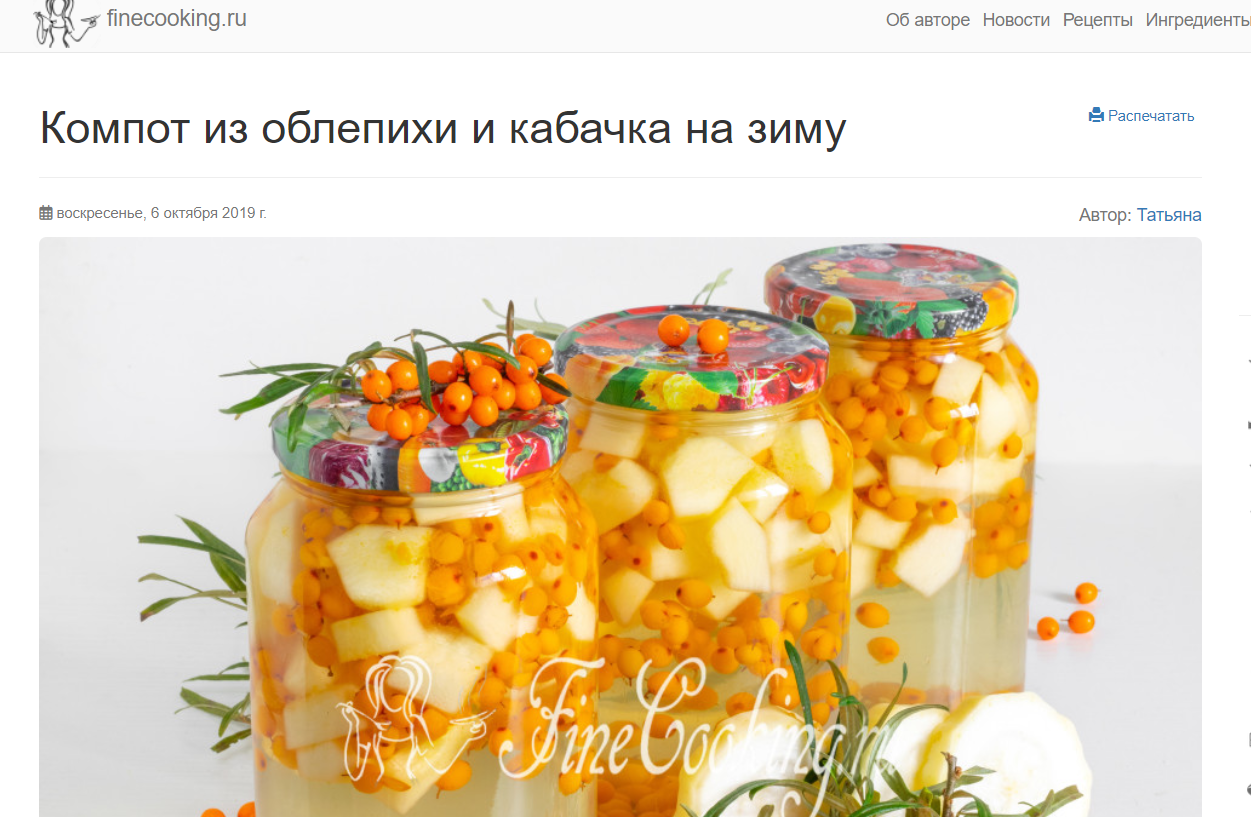 finecooking.ru
Об авторе Новости Рецепты Ингредиенты
Компот из облепихи и кабачка на зиму
Распечатать
воскресенье, 6 октября 2019 г.
Автор: Татьяна
FineCooking.ru